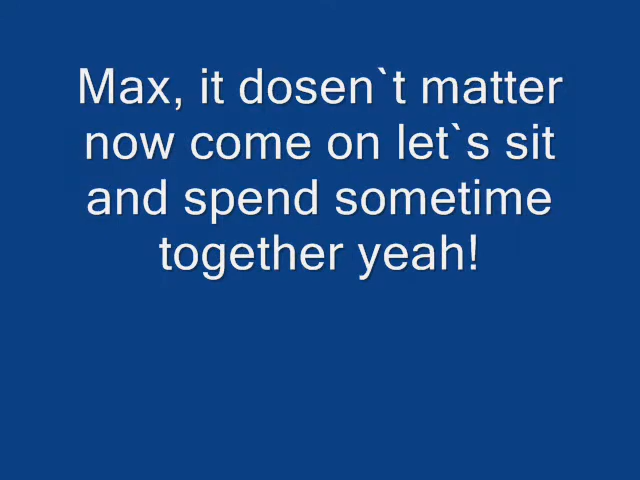 Max, it dosen`t matter
now come on let`s sit
and spend sometime
together yeah!